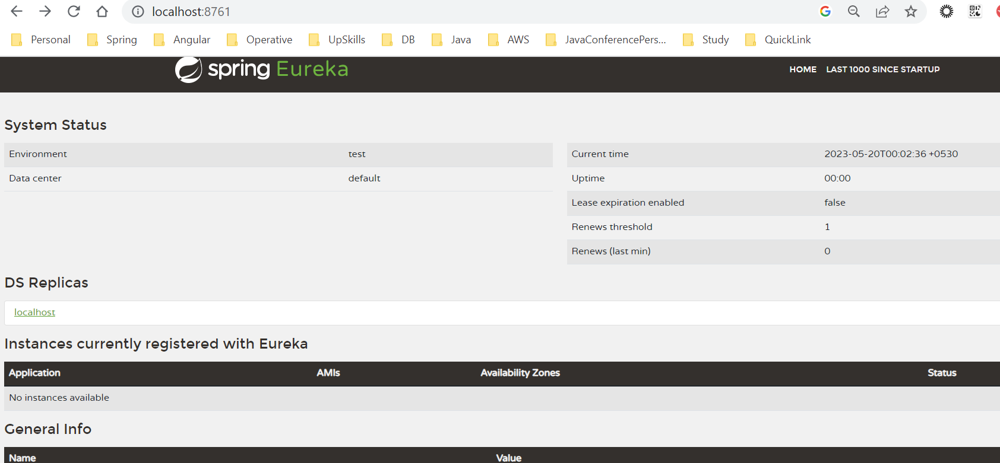 localhost:8761
Personal Spring Angular Operative UpSkills DB Java AWS JavaConferencePers... Study QuickLink
spring Eureka HOME LAST 1000 SINCE STARTUP
System Status
Environment test
Data center default
Current time 2023-05-20T00:02:36 +0530
Uptime 00:00
Lease expiration enabled false
Renews threshold 1
Renews (last min) 0
DS Replicas
localhost
Instances currently registered with Eureka
Application AMIs Availability Zones Status
No instances available
General Info
Name Value